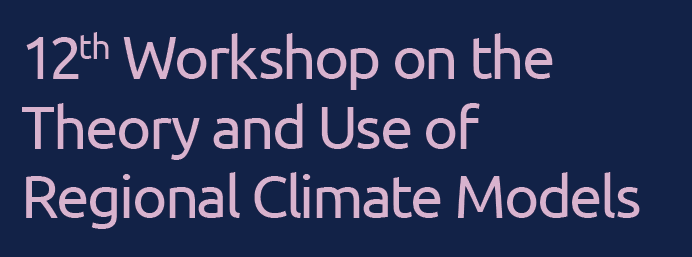 12th Workshop on the
Theory and Use of
Regional Climate Models